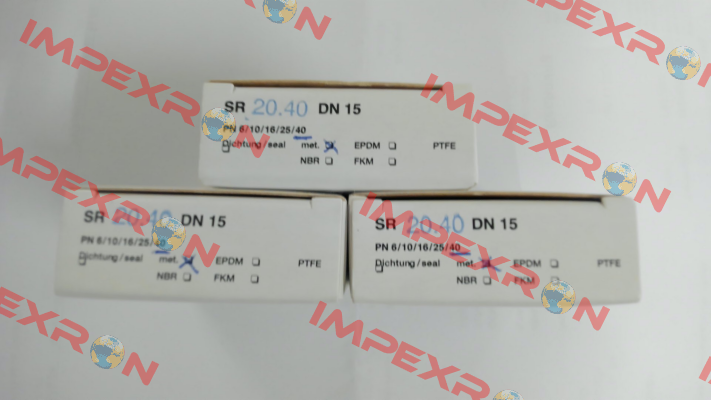 SR 20.40 DN 15
PN 6/10/16/25/40
Dichtung/seal met. EPDM PTFE
NBR FKM
SR 20.40 DN 15
PN 6/10/16/25/40
Dichtung/seal met. EPDM PTFE
NBR FKM
SR 20.40 DN 15
PN 6/10/16/25/40
Dichtung/seal met. EPDM PTFE
NBR FKM
IMPEXRON
IMPEXRON
IMPEXRON
IMPEXRON
IMPEXRON
IMPEXRON
IMPEXRON